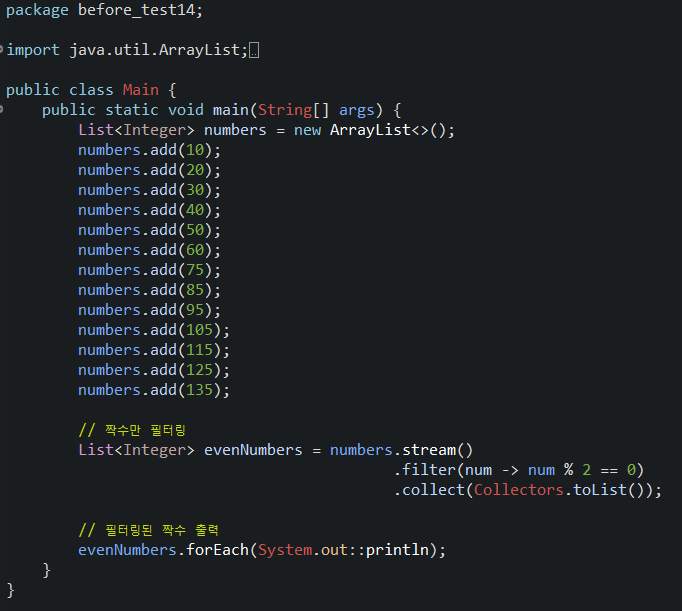 package before_test14;
import java.util.ArrayList;
public class Main {
    public static void main(String[] args) {
        List<Integer> numbers = new ArrayList<>();
        numbers.add(10);
        numbers.add(20);
        numbers.add(30);
        numbers.add(40);
        numbers.add(50);
        numbers.add(60);
        numbers.add(75);
        numbers.add(85);
        numbers.add(95);
        numbers.add(105);
        numbers.add(115);
        numbers.add(125);
        numbers.add(135);
        // 짝수만 필터링
        List<Integer> evenNumbers = numbers.stream()
                                           .filter(num -> num % 2 == 0)
                                           .collect(Collectors.toList());
        // 필터링된 짝수 출력
        evenNumbers.forEach(System.out::println);
    }
}